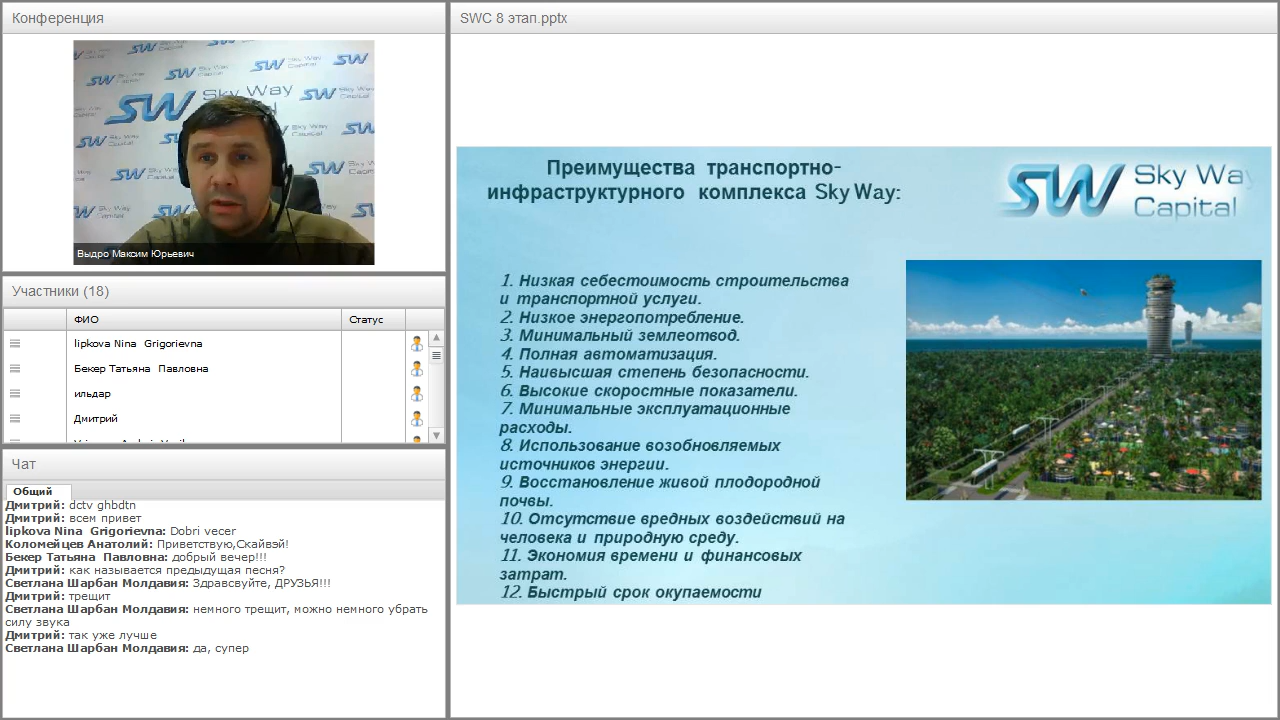 Конференция
SW Sky Way Capital
Выдро Максим Юрьевич
Участники (18)
ФИО
Статус
lipkova Nina Grigorievna
Бекер Татьяна Павловна
ильдар
Дмитрий
Чат
Общий
Дмитрий: dctv ghbdtn
Дмитрий: всем привет
lipkova Nina Grigorievna: Dobri vecer
Коломейцев Анатолий: Приветствую,Скайвэй!
Бекер Татьяна Павловна: добрый вечер!!!
Дмитрий: как называется предыдущая песня?
Светлана Шарбан Молдавия: Здравсвуйте, ДРУЗЬЯ!!!
Дмитрий: трещит
Светлана Шарбан Молдавия: немного трещит, можно немного убрать
силу звука
Дмитрий: так уже лучше
Светлана Шарбан Молдавия: да, супер
SWC 8 этап.pptx
Преимущества транспортно-
инфраструктурного комплекса Sky Way:
SW Sky Way
Capital
1. Низкая себестоимость строительства
и транспортной услуги.
2. Низкое энергопотребление.
3. Минимальный землеотвод.
4. Полная автоматизация.
5. Наивысшая степень безопасности.
6. Высокие скоростные показатели.
7. Минимальные эксплуатационные
расходы.
8. Использование возобновляемых
источников энергии.
9. Восстановление живой плодородной
почвы.
10. Отсутствие вредных воздействий на
человека и природную среду.
11. Экономия времени и финансовых
затрат.
12. Быстрый срок окупаемости